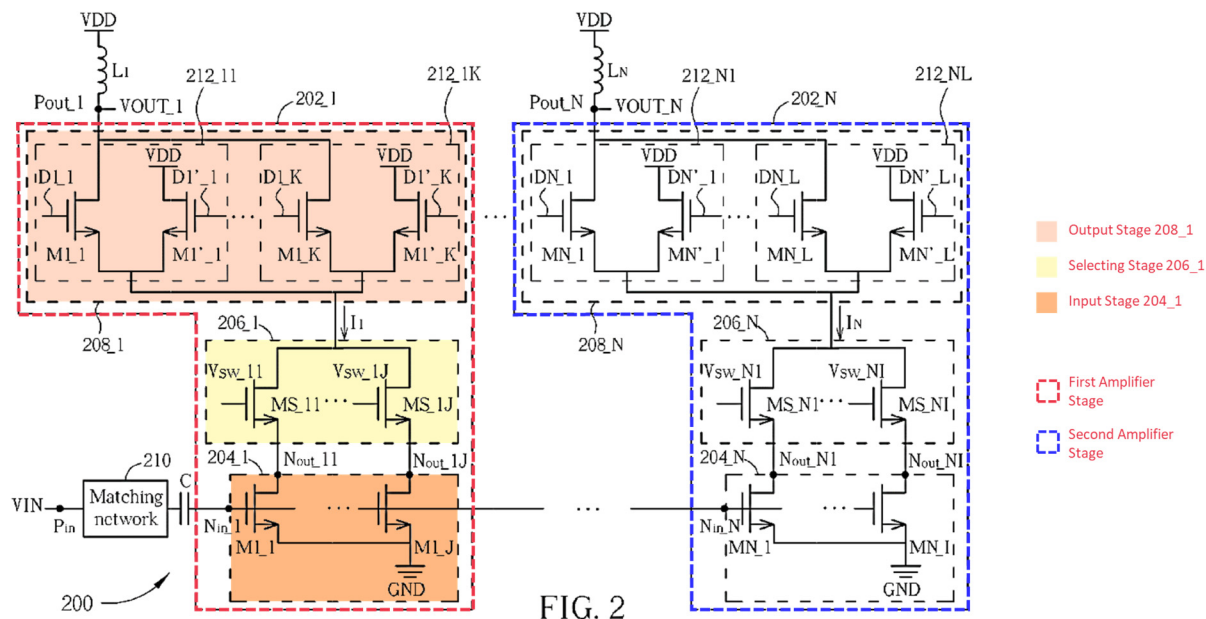 VDD
VDD
L1
LN
212_11
212_1K
212_N1
212_NL
Pout_1
VOUT_1
202_1
Pout_N
VOUT_N
202_N
VDD
VDD
VDD
VDD
D1_1
D1'_1
D1_K
D1'_K
DN_1
DN'_1
DN_L
DN'_L
M1_1
M1'_1
M1_K
M1'_K
MN_1
MN'_1
MN_L
MN'_L
Output Stage 208_1
Selecting Stage 206_1
Input Stage 204_1
208_1
206_1
I1
208_N
206_N
IN
VSW_11
VSW_1J
VSW_N1
VSW_NI
MS_11
MS_1J
MS_N1
MS_NI
First Amplifier
Stage
Second Amplifier
Stage
210
204_1
Nout_11
Nout_1J
204_N
Nout_N1
Nout_NI
VIN
Pin
Matching
network
C
Nin_1
Nin_N
M1_1
M1_J
MN_1
MN_I
GND
GND
200
FIG. 2